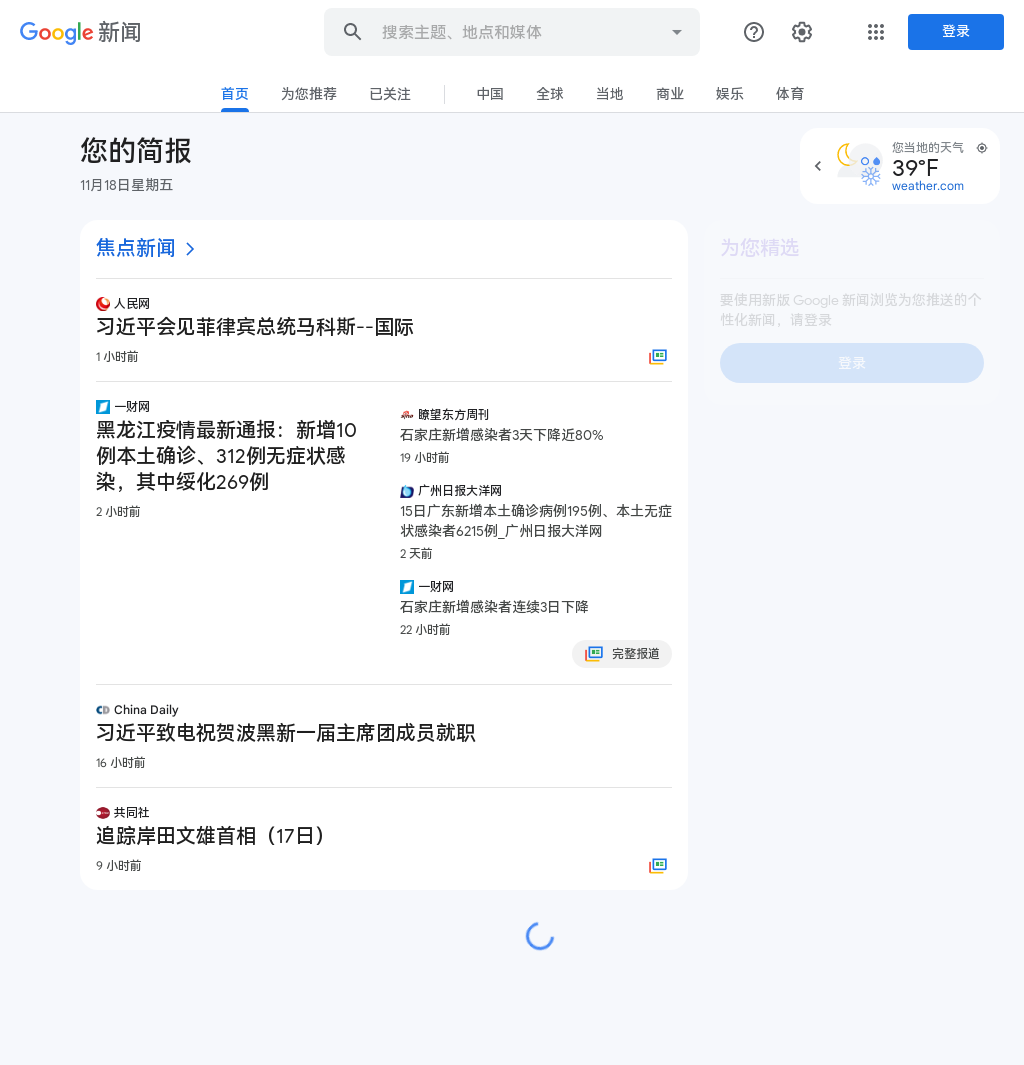 Google 新闻
搜索主题、地点和媒体
登录
首页
为您推荐
已关注
中国
全球
当地
商业
娱乐
体育
您的简报
11月18日星期五
您当地的天气
39°F
weather.com
焦点新闻
人民网
习近平会见菲律宾总统马科斯--国际
1 小时前
一财网
黑龙江疫情最新通报：新增10
例本土确诊、312例无症状感
染，其中绥化269例
2 小时前
瞭望东方周刊
石家庄新增感染者3天下降近80%
19 小时前
广州日报大洋网
15日广东新增本土确诊病例195例、本土无症
状感染者6215例_广州日报大洋网
2 天前
一财网
石家庄新增感染者连续3日下降
22 小时前
完整报道
China Daily
习近平致电祝贺波黑新一届主席团成员就职
16 小时前
共同社
追踪岸田文雄首相（17日）
9 小时前
为您精选
要使用新版 Google 新闻浏览为您推送的个
性化新闻，请登录
登录